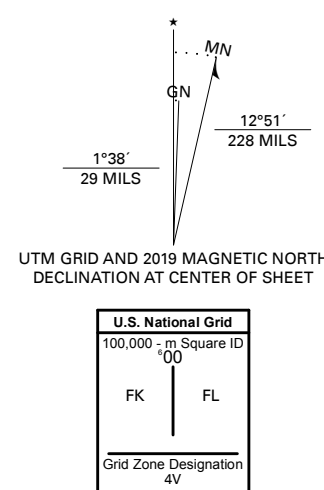 ★
MN
GN
12°51´
228 MILS
1°38´
29 MILS
UTM GRID AND 2019 MAGNETIC NORTH
DECLINATION AT CENTER OF SHEET
U.S. National Grid
100,000 - m Square ID
⁶00
FK FL
Grid Zone Designation
4V